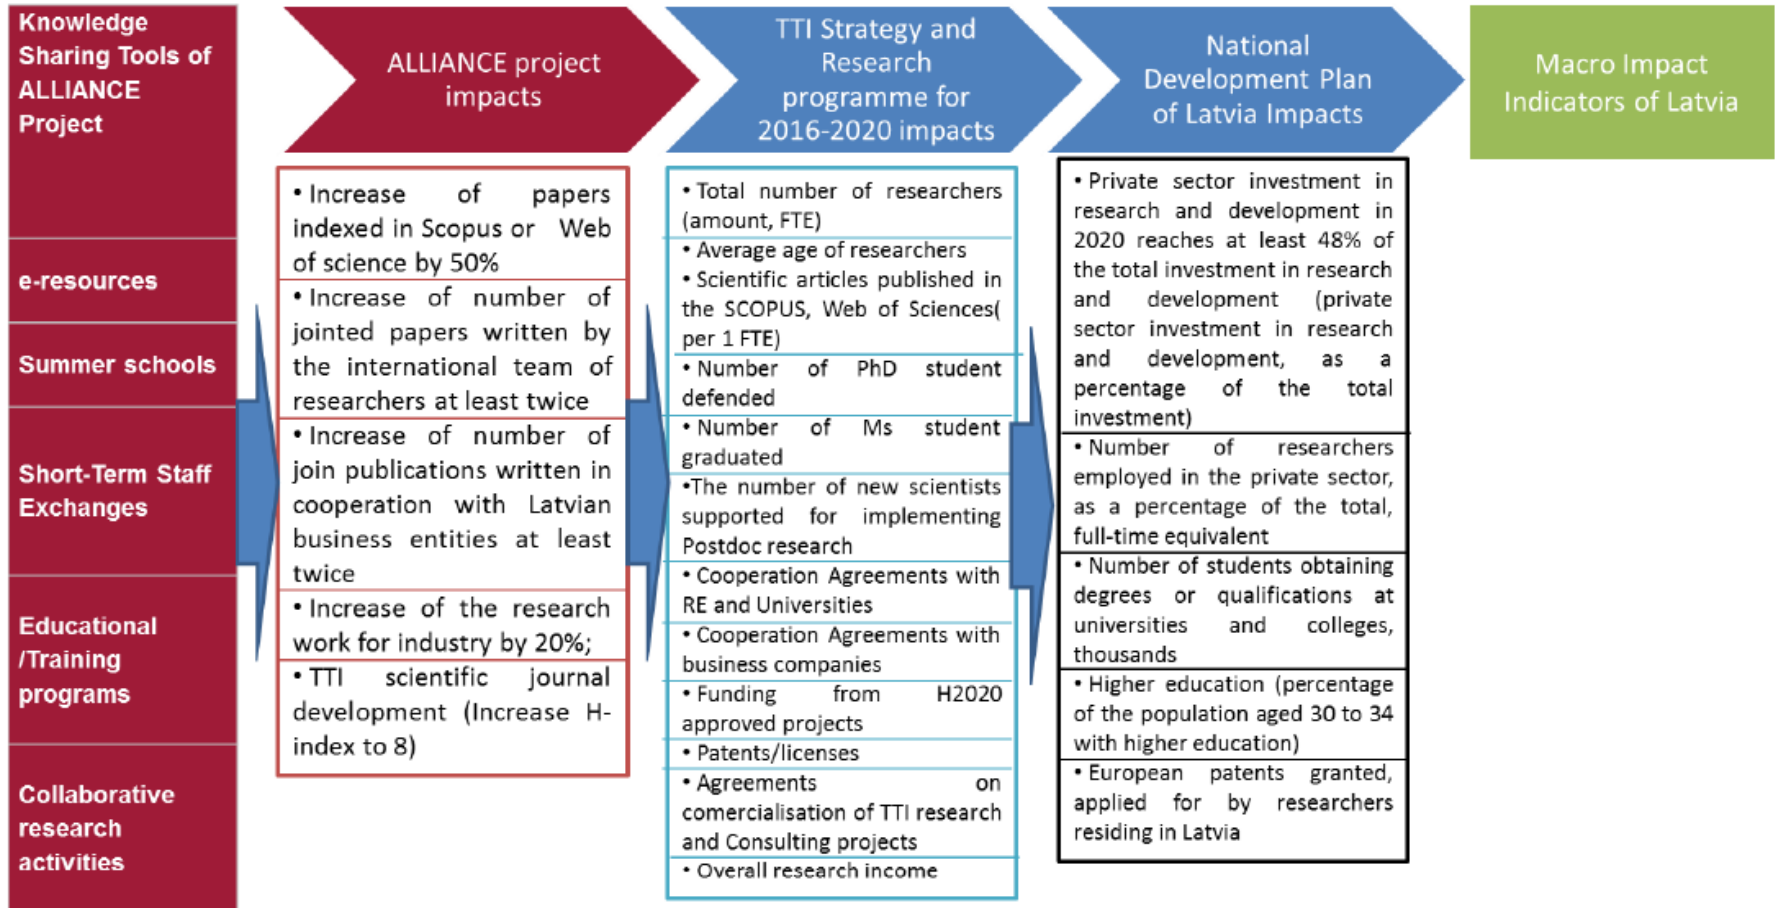 Knowledge
Sharing Tools of
ALLIANCE
Project
e-resources
Summer schools
Short-Term Staff
Exchanges
Educational
/Training
programs
Collaborative
research
activities
ALLIANCE project
impacts
• Increase of papers
indexed in Scopus or Web
of science by 50%
• Increase of number of
jointed papers written by
the international team of
researchers at least twice
• Increase of number of
join publications written in
cooperation with Latvian
business entities at least
twice
• Increase of the research
work for industry by 20%;
• TTI scientific journal
development (Increase H-
index to 8)
TTI Strategy and
Research
programme for
2016-2020 impacts
• Total number of researchers
(amount, FTE)
• Average age of researchers
• Scientific articles published in
the SCOPUS, Web of Sciences(
per 1 FTE)
• Number of PhD student
defended
• Number of Ms student
graduated
•The number of new scientists
supported for implementing
Postdoc research
• Cooperation Agreements with
RE and Universities
• Cooperation Agreements with
business companies
• Funding from H2020
approved projects
• Patents/licenses
• Agreements on
comercialisation of TTI research
and Consulting projects
• Overall research income
National
Development Plan
of Latvia Impacts
• Private sector investment in
research and development in
2020 reaches at least 48% of
the total investment in research
and development (private
sector investment in research
and development, as a
percentage of the total
investment)
• Number of researchers
employed in the private sector,
as a percentage of the total,
full-time equivalent
• Number of students obtaining
degrees or qualifications at
universities and colleges,
thousands
• Higher education (percentage
of the population aged 30 to 34
with higher education)
• European patents granted,
applied for by researchers
residing in Latvia
Macro Impact
Indicators of Latvia